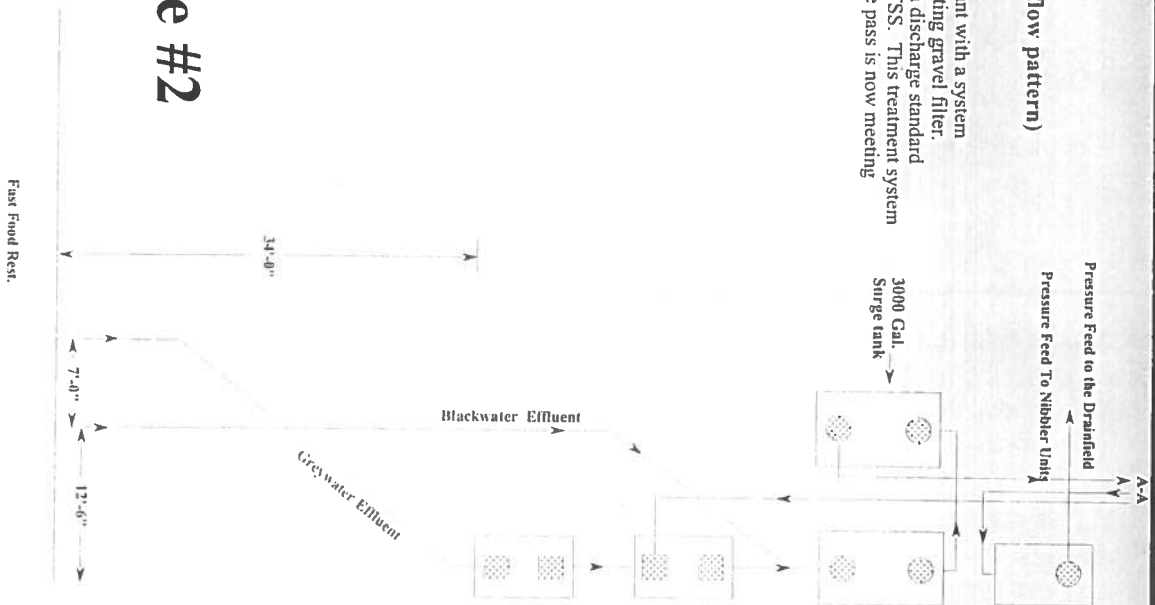 low pattern)
nt with a system
ting gravel filter.
discharge standard
TSS. This treatment system
e pass is now meeting
e #2
Fast Food Rest.
34'-0"
7'-0"
12'-6"
Blackwater Effluent
Greywater Effluent
3000 Gal.
Surge tank
Pressure Feed To Nibbler Units
Pressure Feed to the Drainfield
A-A